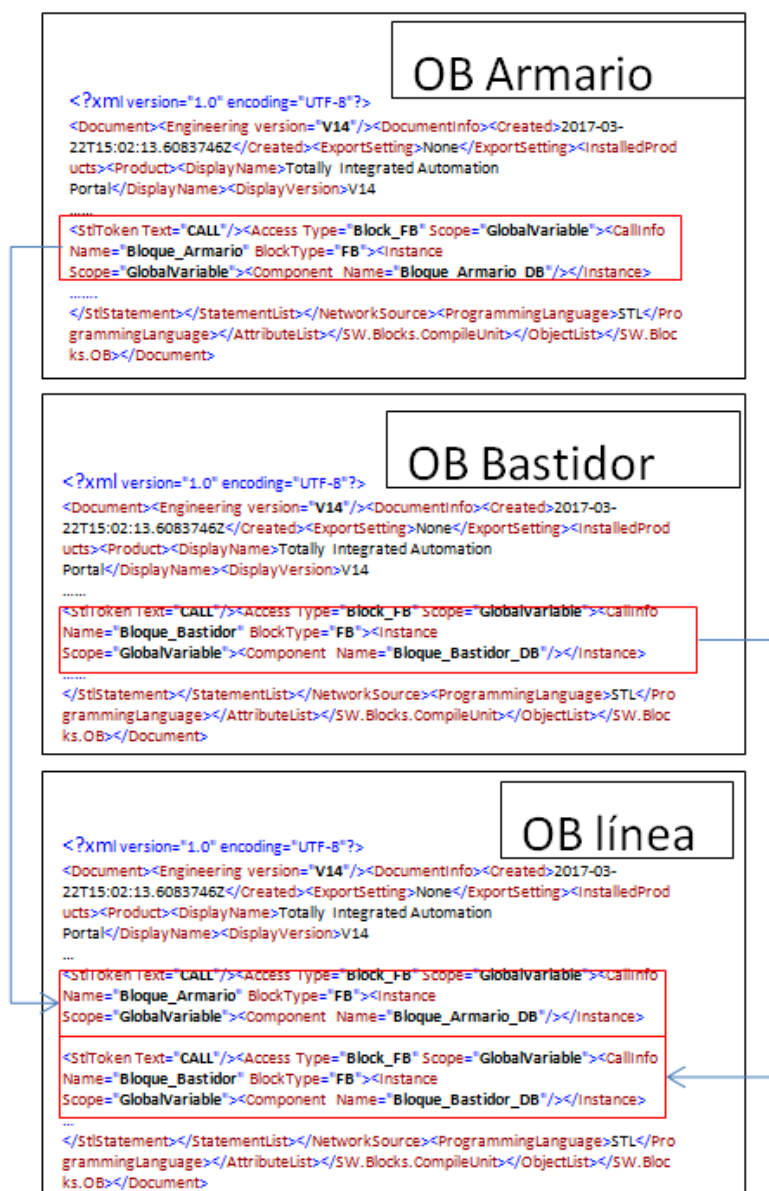 OB Armario
<?xml version="1.0" encoding="UTF-8"?>
<Document><Engineering version="V14"/><DocumentInfo><Created>2017-03-
22T15:02:13.6083746Z</Created><ExportSetting>None</ExportSetting><InstalledProd
ucts><Product><DisplayName>Totally Integrated Automation
Portal</DisplayName><DisplayVersion>V14
......
<StlToken Text="CALL"/><Access Type="Block_FB" Scope="GlobalVariable"><CallInfo
Name="Bloque_Armario" BlockType="FB"><Instance
Scope="GlobalVariable"><Component Name="Bloque_Armario_DB"/></Instance>
........
</StlStatement></StatementList></NetworkSource><ProgrammingLanguage>STL</Pro
grammingLanguage></AttributeList></SW.Blocks.CompileUnit></ObjectList></SW.Bloc
ks.OB></Document>
OB Bastidor
<?xml version="1.0" encoding="UTF-8"?>
<Document><Engineering version="V14"/><DocumentInfo><Created>2017-03-
22T15:02:13.6083746Z</Created><ExportSetting>None</ExportSetting><InstalledProd
ucts><Product><DisplayName>Totally Integrated Automation
Portal</DisplayName><DisplayVersion>V14
......
<StlToken Text="CALL"/><Access Type="Block_FB" Scope="GlobalVariable"><CallInfo
Name="Bloque_Bastidor" BlockType="FB"><Instance
Scope="GlobalVariable"><Component Name="Bloque_Bastidor_DB"/></Instance>
......
</StlStatement></StatementList></NetworkSource><ProgrammingLanguage>STL</Pro
grammingLanguage></AttributeList></SW.Blocks.CompileUnit></ObjectList></SW.Bloc
ks.OB></Document>
OB línea
<?xml version="1.0" encoding="UTF-8"?>
<Document><Engineering version="V14"/><DocumentInfo><Created>2017-03-
22T15:02:13.6083746Z</Created><ExportSetting>None</ExportSetting><InstalledProd
ucts><Product><DisplayName>Totally Integrated Automation
Portal</DisplayName><DisplayVersion>V14
...
<StlToken Text="CALL"/><Access Type="Block_FB" Scope="GlobalVariable"><CallInfo
Name="Bloque_Armario" BlockType="FB"><Instance
Scope="GlobalVariable"><Component Name="Bloque_Armario_DB"/></Instance>
<StlToken Text="CALL"/><Access Type="Block_FB" Scope="GlobalVariable"><CallInfo
Name="Bloque_Bastidor" BlockType="FB"><Instance
Scope="GlobalVariable"><Component Name="Bloque_Bastidor_DB"/></Instance>
...
</StlStatement></StatementList></NetworkSource><ProgrammingLanguage>STL</Pro
grammingLanguage></AttributeList></SW.Blocks.CompileUnit></ObjectList></SW.Bloc
ks.OB></Document>